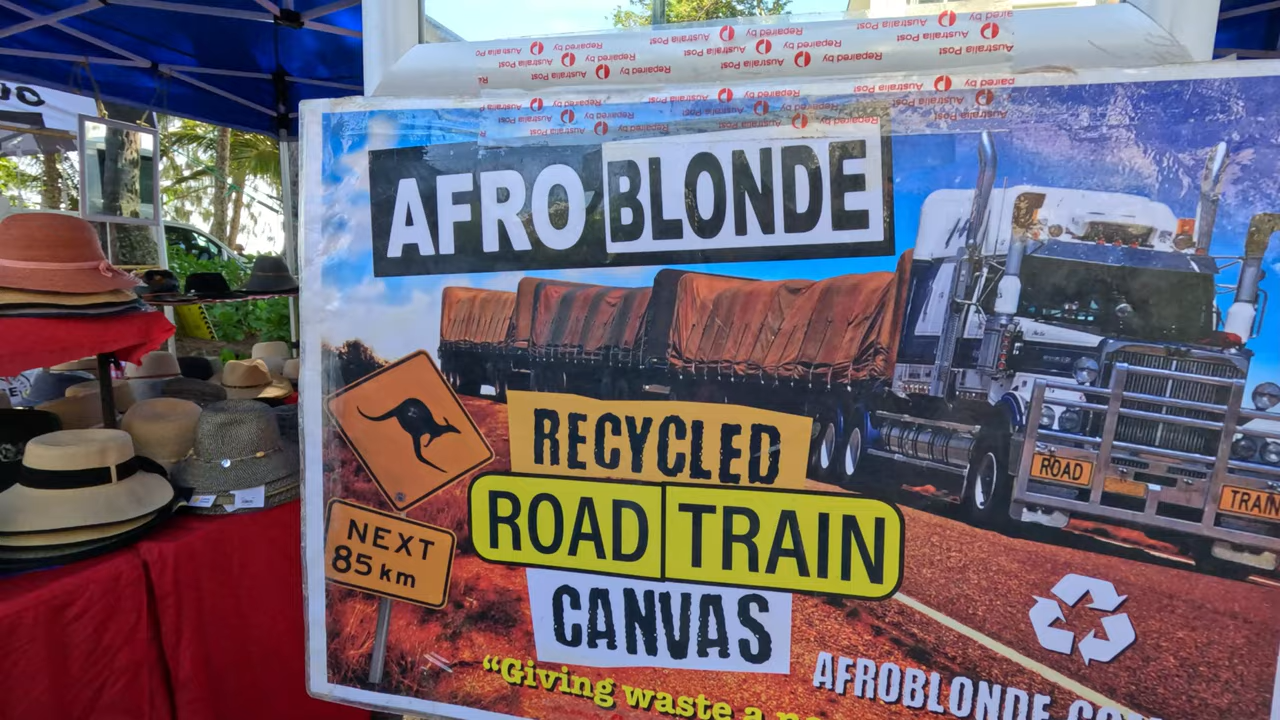 Repaired by Australia Post
AFRO BLONDE
RECYCLED
ROAD TRAIN
CANVAS
NEXT
85 km
ROAD
TRAIN
"Giving waste a
AFROBLONDE